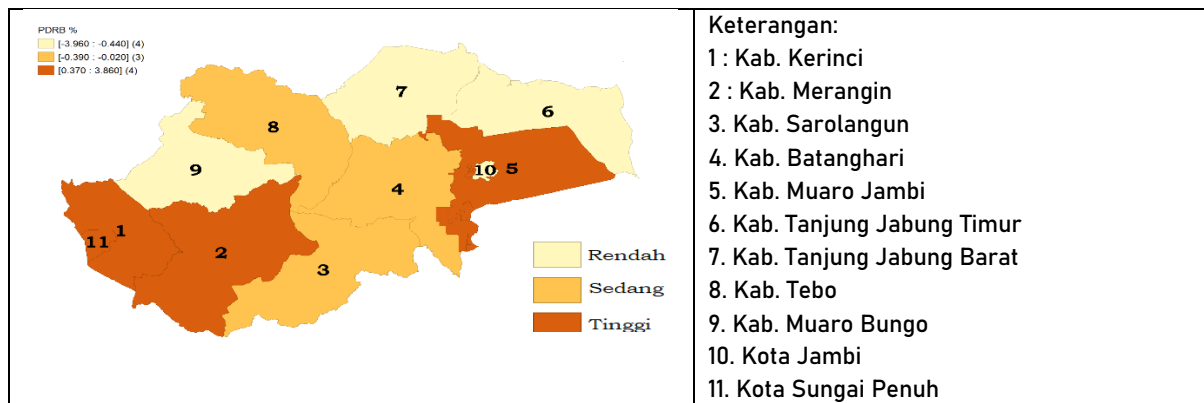 PDRB %
[-3.960 : -0.440] (4)
[-0.390 : -0.020] (3)
[0.370 : 3.860] (4)
7
6
8
9
10
5
4
1
11
2
3
Rendah
Sedang
Tinggi
Keterangan:
1 : Kab. Kerinci
2 : Kab. Merangin
3. Kab. Sarolangun
4. Kab. Batanghari
5. Kab. Muaro Jambi
6. Kab. Tanjung Jabung Timur
7. Kab. Tanjung Jabung Barat
8. Kab. Tebo
9. Kab. Muaro Bungo
10. Kota Jambi
11. Kota Sungai Penuh